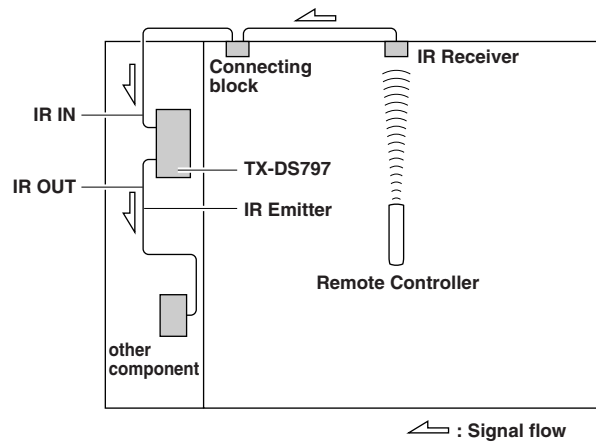 IR Receiver
Connecting
block
IR IN
TX-DS797
IR OUT
IR Emitter
Remote Controller
other
component
: Signal flow